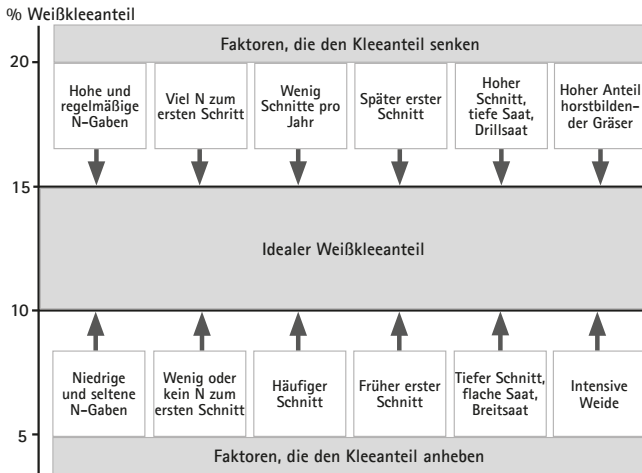 % Weißkleeanteil
Faktoren, die den Kleeanteil senken
20
Hohe und
regelmäßige
N-Gaben
Viel N zum
ersten Schritt
Wenig
Schnitte pro
Jahr
Später erster
Schnitt
Hoher
Schnitt,
tiefe Saat,
Drillsaat
Hoher Anteil
horstbilden-
der Gräser
15
Idealer Weißkleeanteil
10
Niedrige
und seltene
N-Gaben
Wenig oder
kein N zum
ersten Schnitt
Häufiger
Schnitt
Früher erster
Schnitt
Tiefer Schnitt,
flache Saat,
Breitsaat
Intensive
Weide
5
Faktoren, die den Kleeanteil anheben